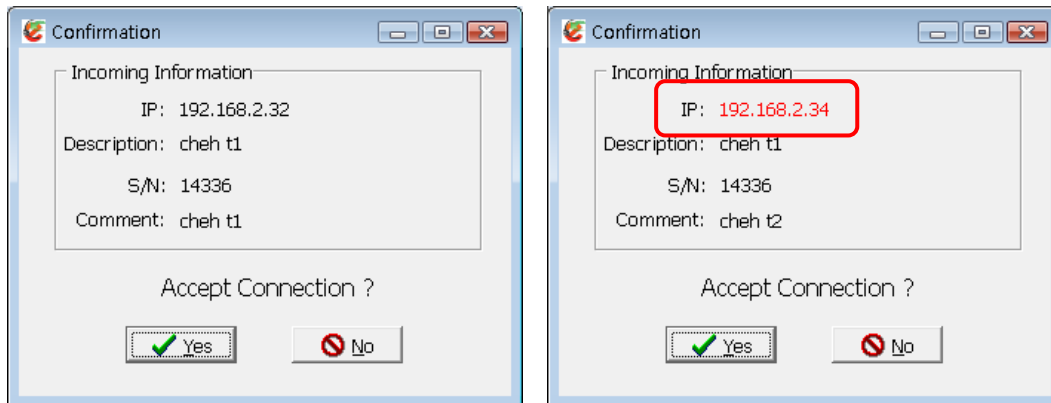 Confirmation
Incoming Information
IP: 192.168.2.32
Description: cheh t1
S/N: 14336
Comment: cheh t1
Accept Connection ?
Yes
No
Confirmation
Incoming Information
IP: 192.168.2.34
Description: cheh t1
S/N: 14336
Comment: cheh t2
Accept Connection ?
Yes
No